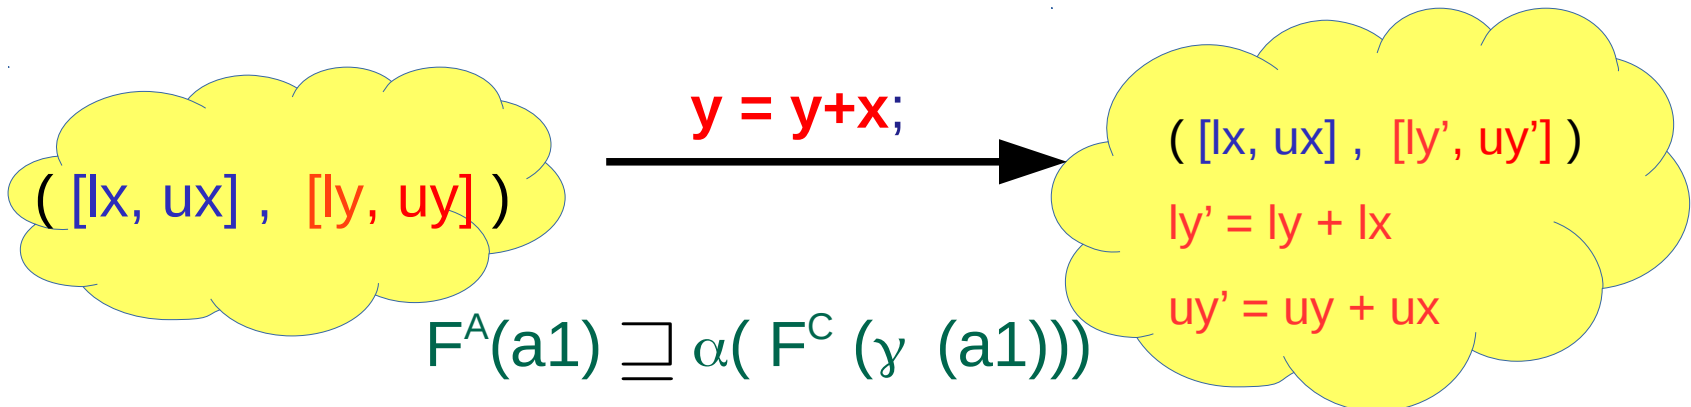 y = y+x;
( [lx, ux] , [ly, uy] )
( [lx, ux] , [ly’, uy’] )
ly’ = ly + lx
uy’ = uy + ux
F^A(a1) ⊒ α( F^C (γ (a1)))